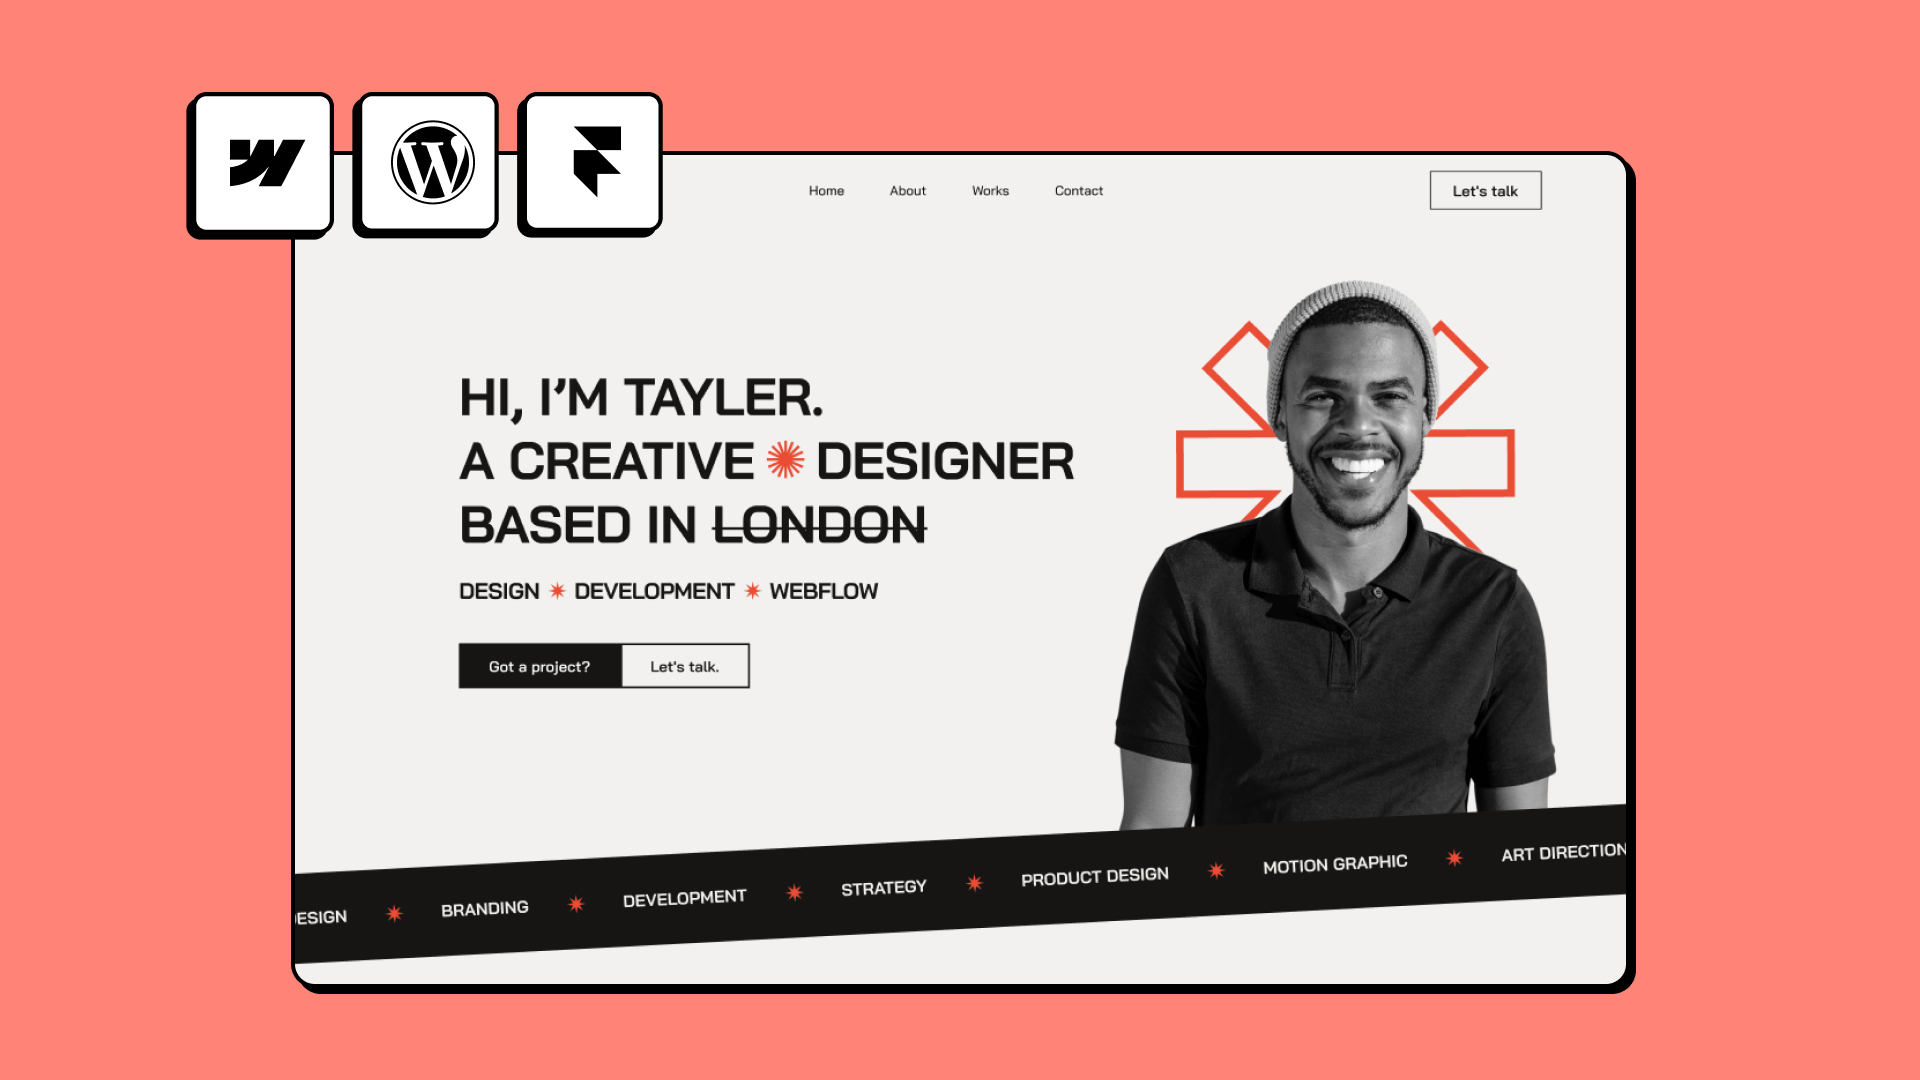 Home About Works Contact Let's talk
HI, I’M TAYLER.
A CREATIVE DESIGNER
BASED IN LONDON
DESIGN DEVELOPMENT WEBFLOW
Got a project? Let's talk.
ESIGN BRANDING DEVELOPMENT STRATEGY PRODUCT DESIGN MOTION GRAPHIC ART DIRECTION